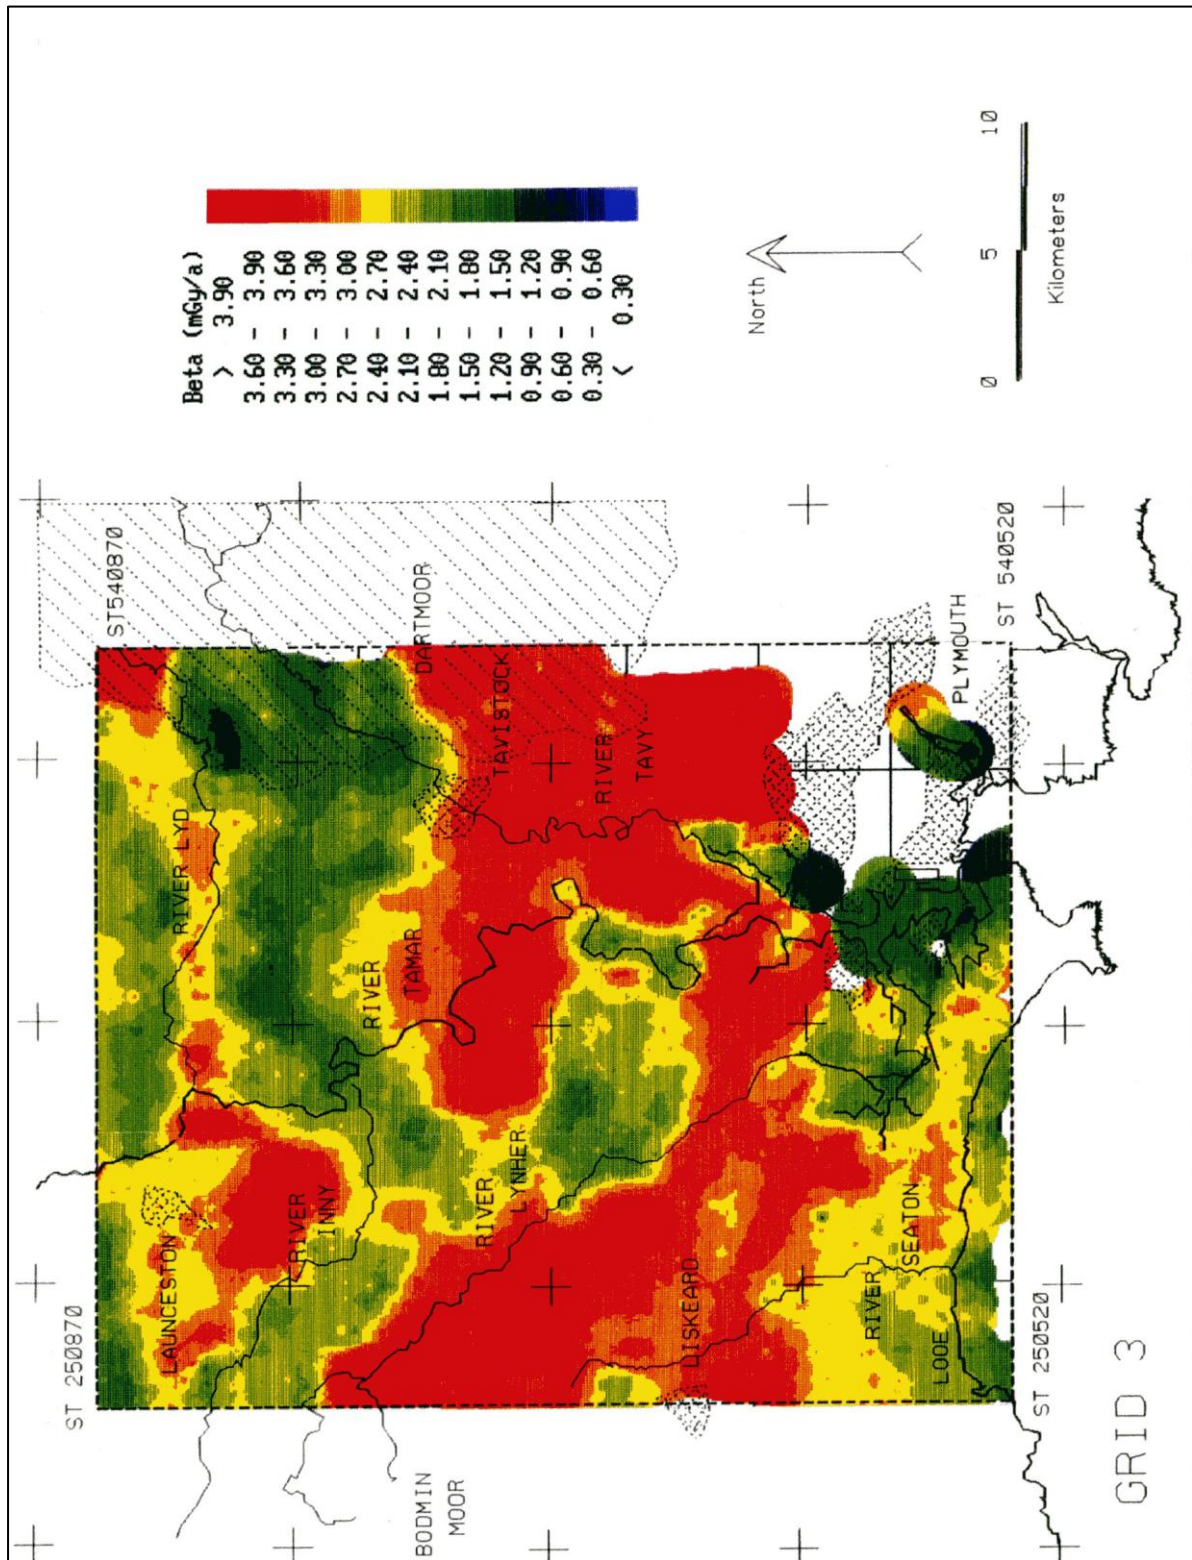 ST 250870
ST540870
LAUNCESTON
RIVER LYD
RIVER
INNY
RIVER
TAMAR
DARTMOOR
BODMIN
MOOR
RIVER
LYNHER
TAVISTOCK
RIVER
TAVY
LISKEARD
RIVER
SEATON
LOOE
PLYMOUTH
ST 250520
ST 540520
GRID 3
Beta (mGy/a)
> 3.90
3.60 - 3.90
3.30 - 3.60
3.00 - 3.30
2.70 - 3.00
2.40 - 2.70
2.10 - 2.40
1.80 - 2.10
1.50 - 1.80
1.20 - 1.50
0.90 - 1.20
0.60 - 0.90
0.30 - 0.60
< 0.30
North
0 5 10
Kilometers